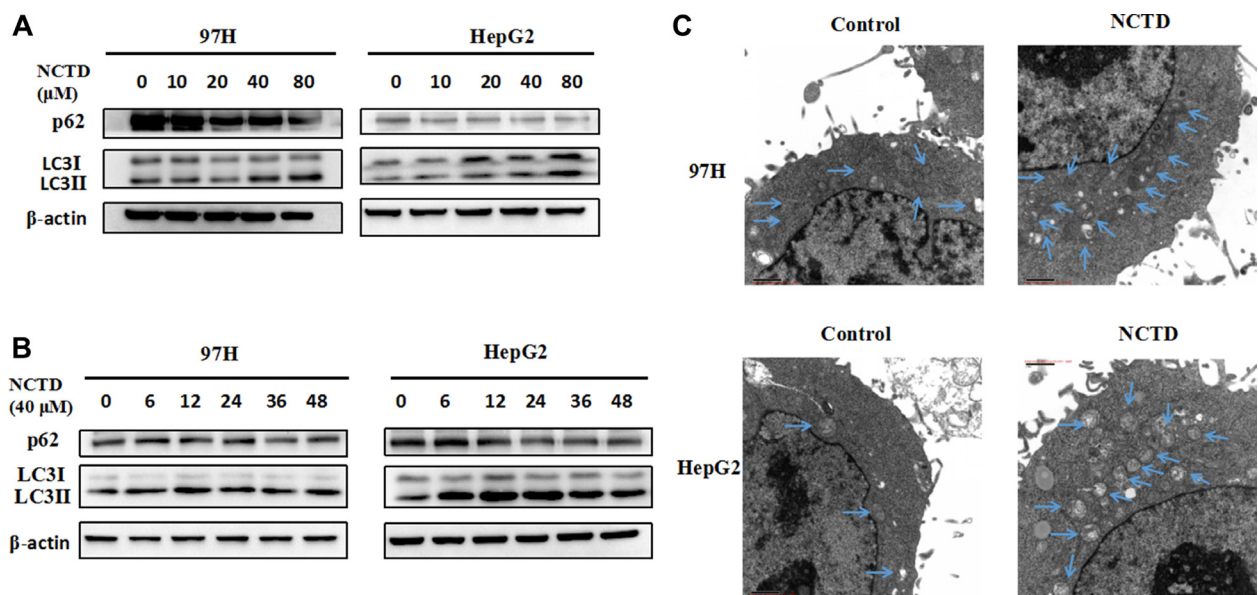 A
97H HepG2
NCTD
(μM)
0 10 20 40 80 0 10 20 40 80
p62
LC3I
LC3II
β-actin
B
97H HepG2
NCTD
(40 μM)
0 6 12 24 36 48 0 6 12 24 36 48
p62
LC3I
LC3II
β-actin
C
Control NCTD
97H
Control NCTD
HepG2